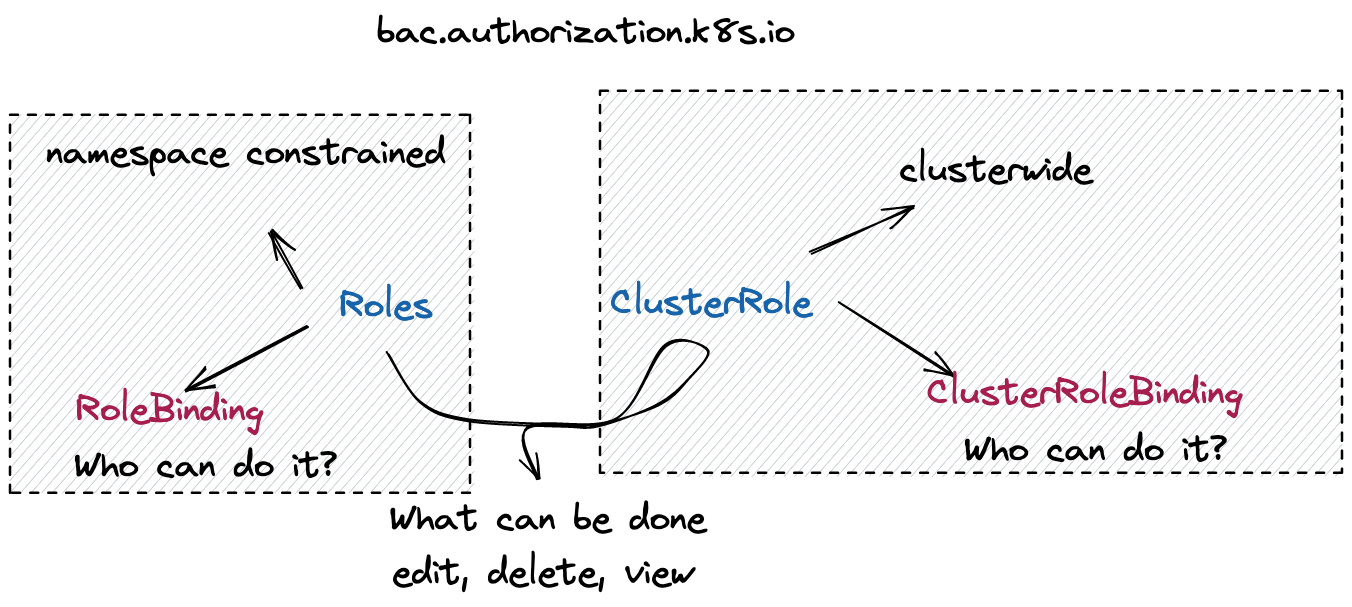 bac.authorization.k8s.io
namespace constrained
Roles
RoleBinding
Who can do it?
clusterwide
ClusterRole
ClusterRoleBinding
Who can do it?
What can be done
edit, delete, view